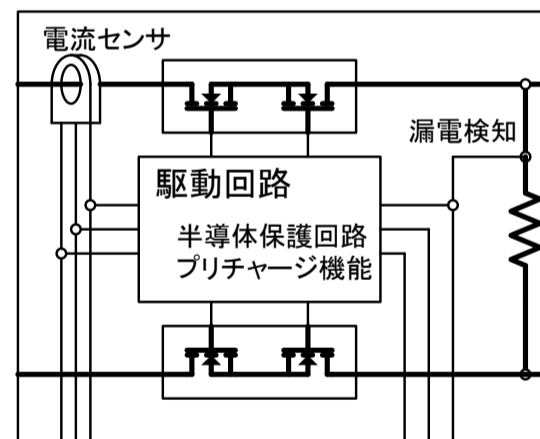 電流センサ
漏電検知
駆動回路
半導体保護回路
プリチャージ機能